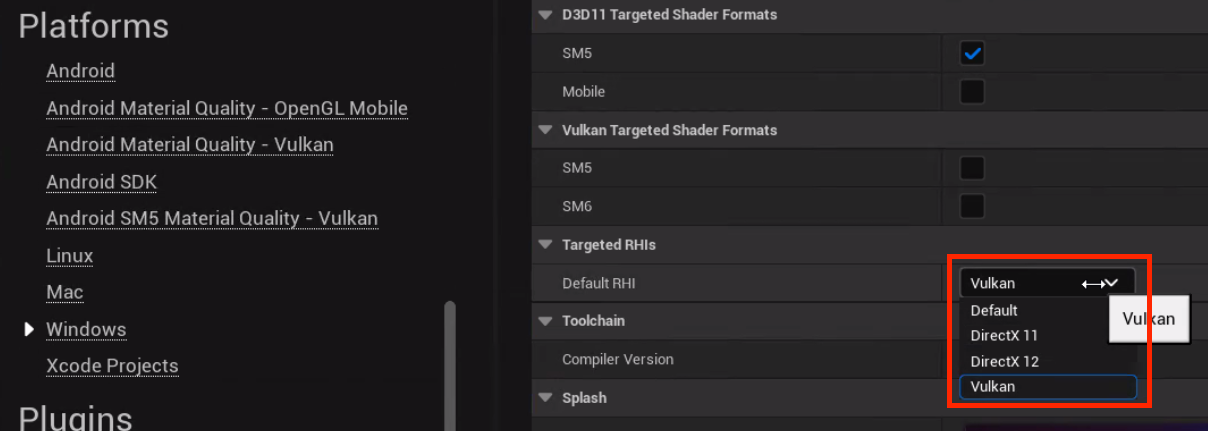 Platforms
Android
Android Material Quality - OpenGL Mobile
Android Material Quality - Vulkan
Android SDK
Android SM5 Material Quality - Vulkan
Linux
Mac
Windows
Xcode Projects
Plugins
D3D11 Targeted Shader Formats
SM5
Mobile
Vulkan Targeted Shader Formats
SM5
SM6
Targeted RHIs
Default RHI
Vulkan
Default
DirectX 11
DirectX 12
Vulkan
Vulkan
Toolchain
Compiler Version
Splash